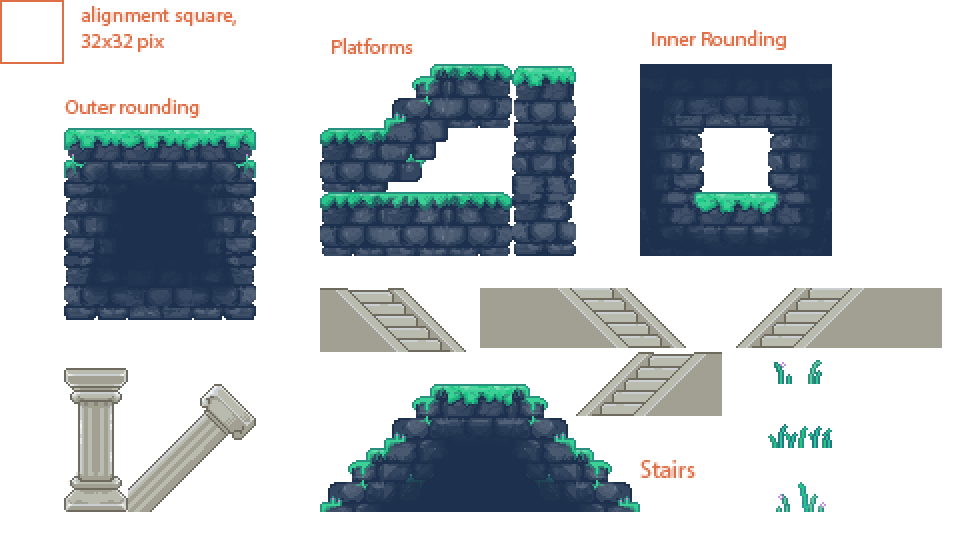 alignment square,
32x32 pix
Platforms
Inner Rounding
Outer rounding
Stairs